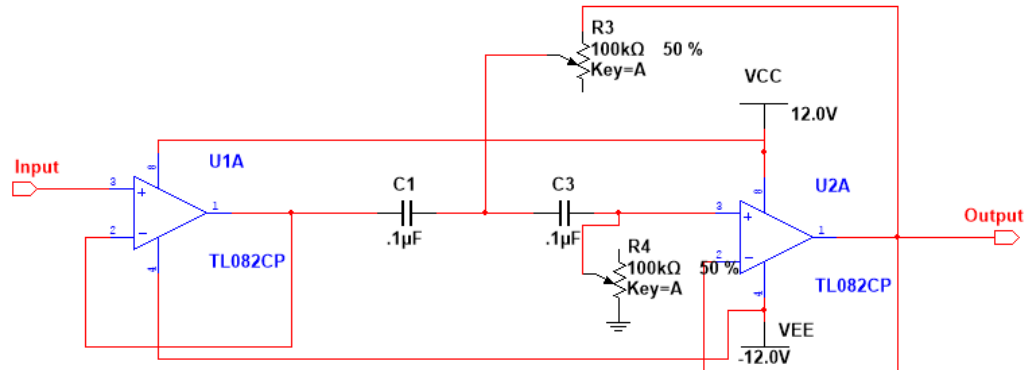 R3
100kΩ 50 %
Key=A
VCC
12.0V
Input
8
U1A
3
1
2
4
TL082CP
C1
.1µF
C3
.1µF
R4
100kΩ 50 %
Key=A
8
U2A
3
1
2
4
TL082CP
Output
VEE
-12.0V